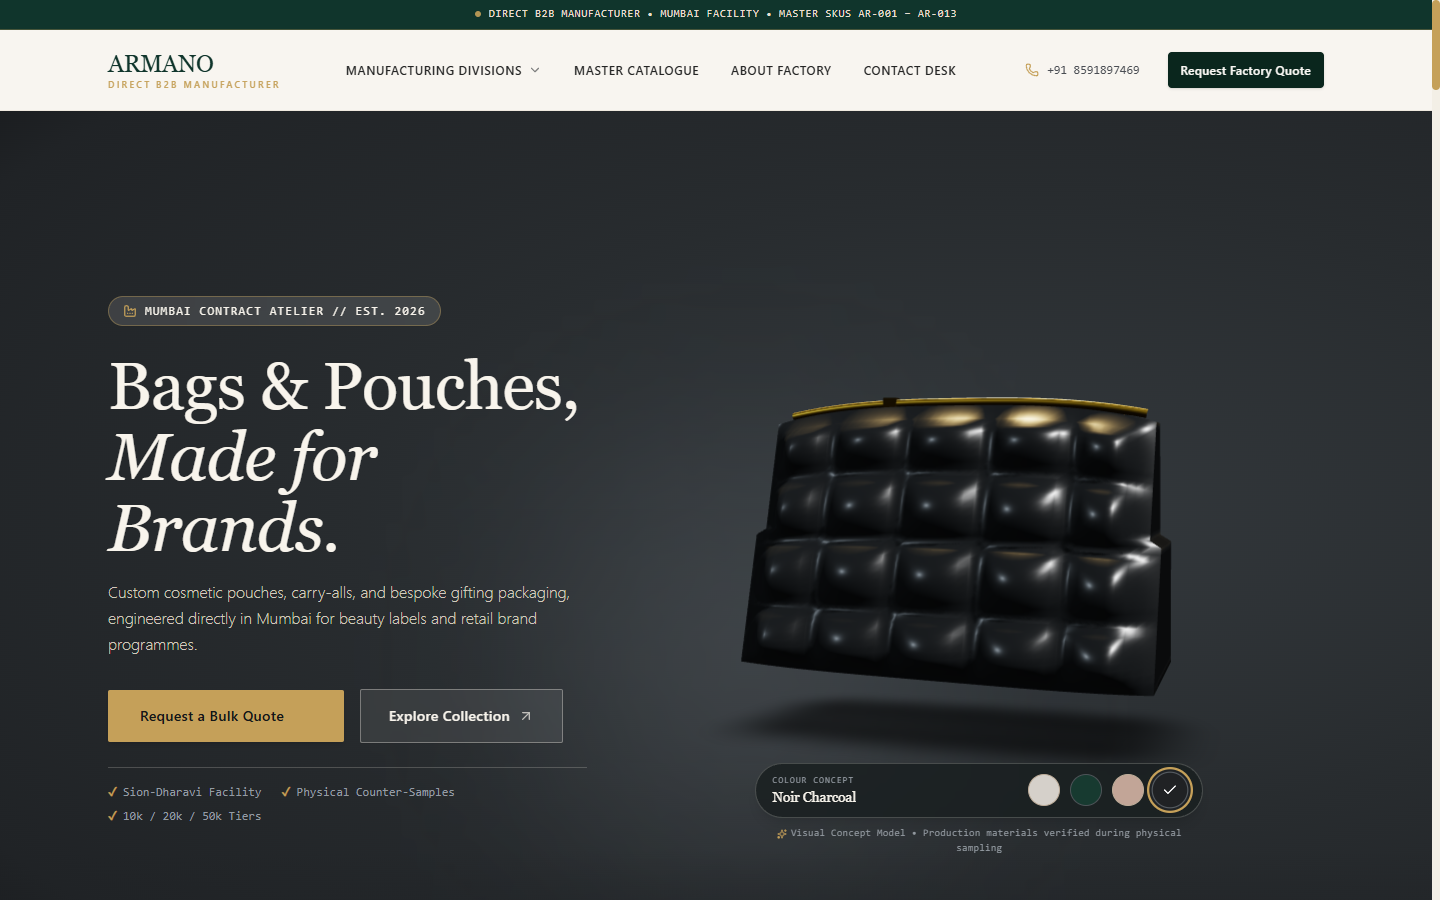 DIRECT B2B MANUFACTURER • MUMBAI FACILITY • MASTER SKUS AR-001 – AR-013
ARMANO
DIRECT B2B MANUFACTURER
MANUFACTURING DIVISIONS
MASTER CATALOGUE
ABOUT FACTORY
CONTACT DESK
+91 8591897469
Request Factory Quote
MUMBAI CONTRACT ATELIER // EST. 2026
Bags & Pouches,
Made for
Brands.
Custom cosmetic pouches, carry-alls, and bespoke gifting packaging,
engineered directly in Mumbai for beauty labels and retail brand
programmes.
Request a Bulk Quote
Explore Collection
✓ Sion-Dharavi Facility
✓ Physical Counter-Samples
✓ 10k / 20k / 50k Tiers
COLOUR CONCEPT
Noir Charcoal
Visual Concept Model • Production materials verified during physical
sampling